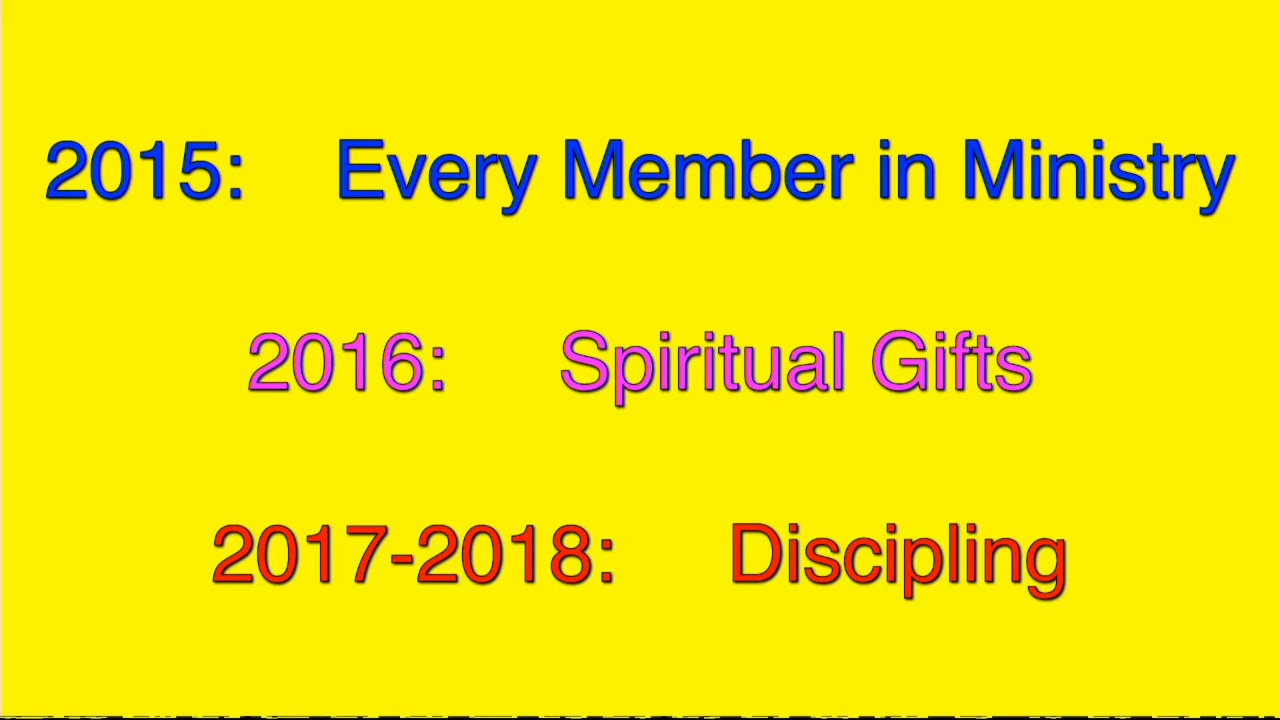 2015: Every Member in Ministry
2016: Spiritual Gifts
2017-2018: Discipling